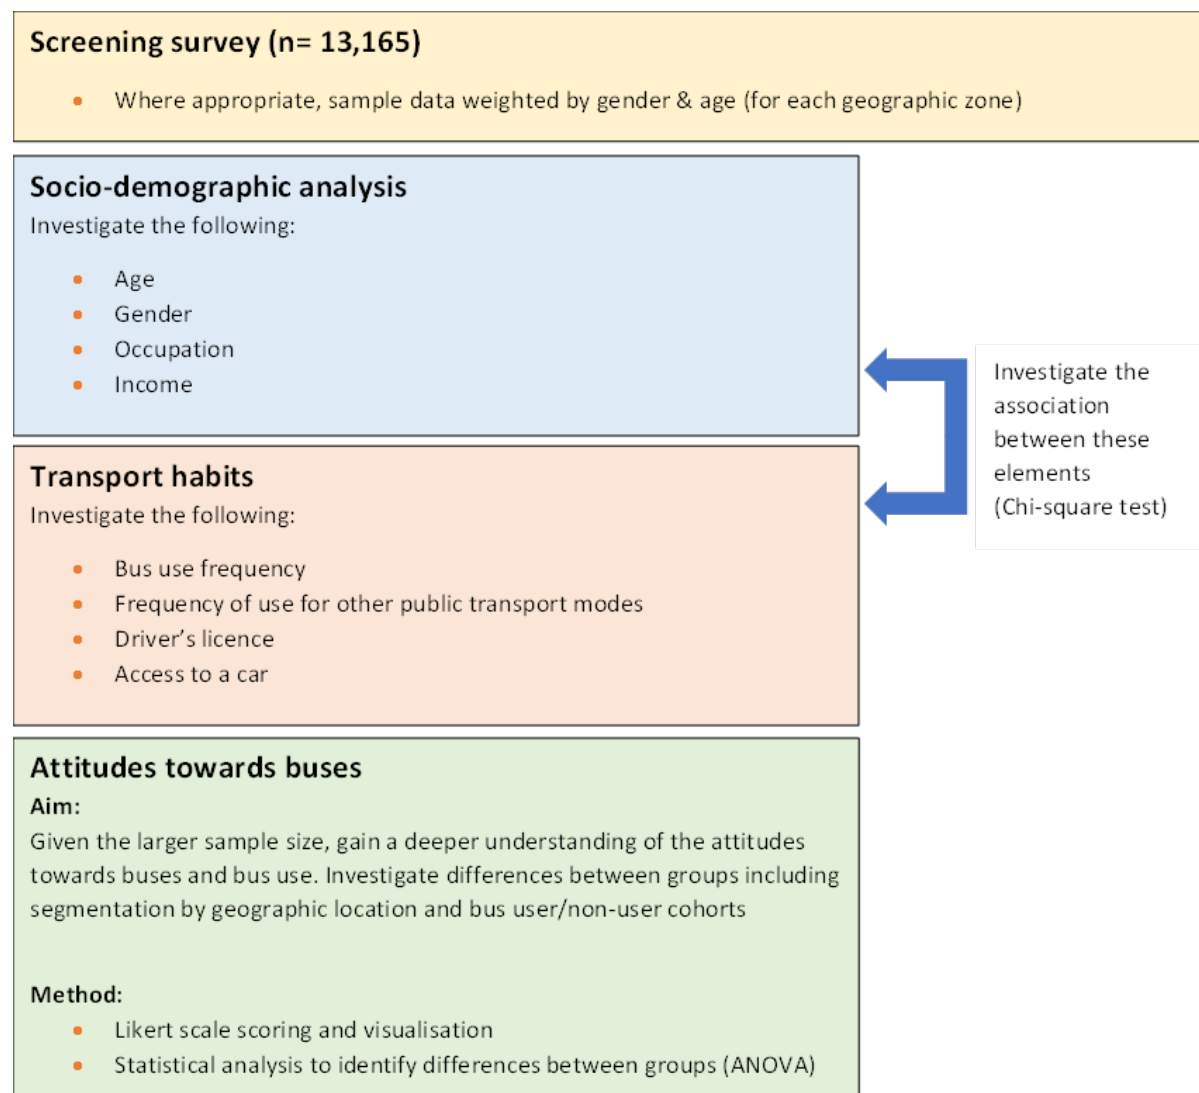 Screening survey (n= 13,165)
• Where appropriate, sample data weighted by gender & age (for each geographic zone)
Socio-demographic analysis
Investigate the following:
• Age
• Gender
• Occupation
• Income
Investigate the
association
between these
elements
(Chi-square test)
Transport habits
Investigate the following:
• Bus use frequency
• Frequency of use for other public transport modes
• Driver’s licence
• Access to a car
Attitudes towards buses
Aim:
Given the larger sample size, gain a deeper understanding of the attitudes
towards buses and bus use. Investigate differences between groups including
segmentation by geographic location and bus user/non-user cohorts
Method:
• Likert scale scoring and visualisation
• Statistical analysis to identify differences between groups (ANOVA)